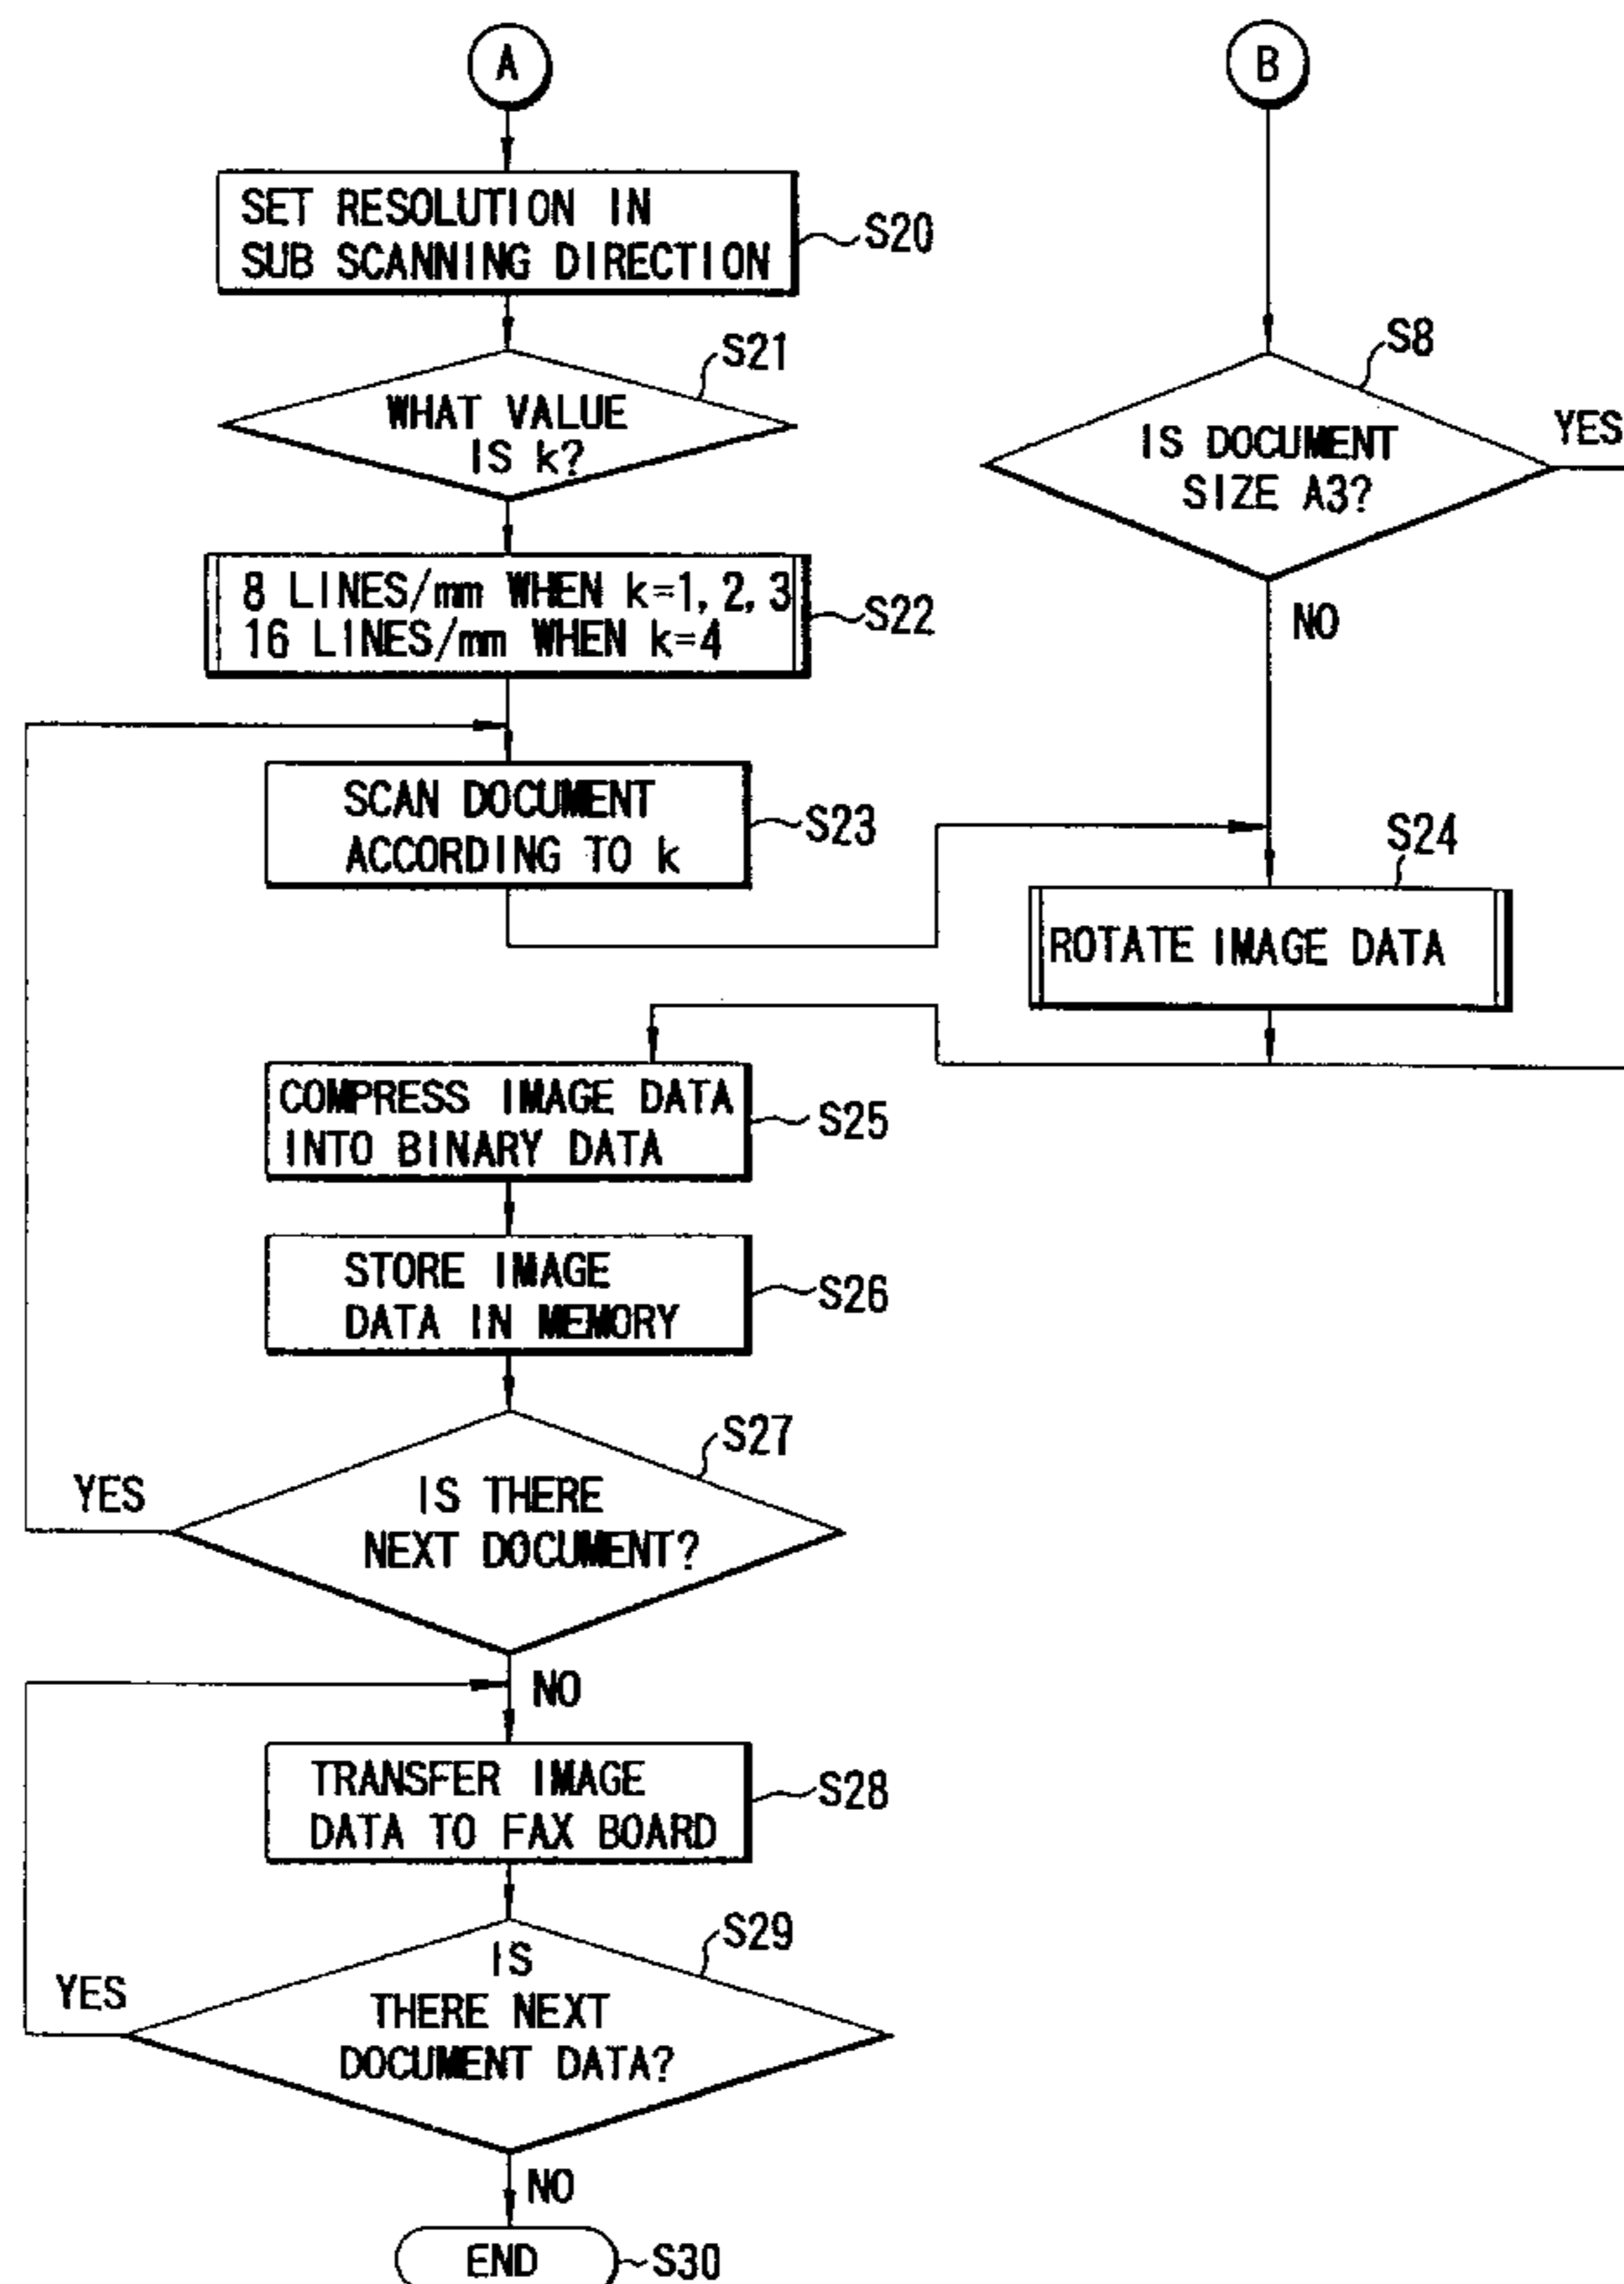 A
SET RESOLUTION IN
SUB SCANNING DIRECTION
S20
S21
WHAT VALUE
IS k?
8 LINES/mm WHEN k=1, 2, 3
16 LINES/mm WHEN k=4
S22
SCAN DOCUMENT
ACCORDING TO k
S23
B
S8
IS DOCUMENT
SIZE A3?
YES
NO
S24
ROTATE IMAGE DATA
COMPRESS IMAGE DATA
INTO BINARY DATA
S25
STORE IMAGE
DATA IN MEMORY
S26
S27
IS THERE
NEXT DOCUMENT?
YES
NO
TRANSFER IMAGE
DATA TO FAX BOARD
S28
S29
IS
THERE NEXT
DOCUMENT DATA?
YES
NO
END
S30